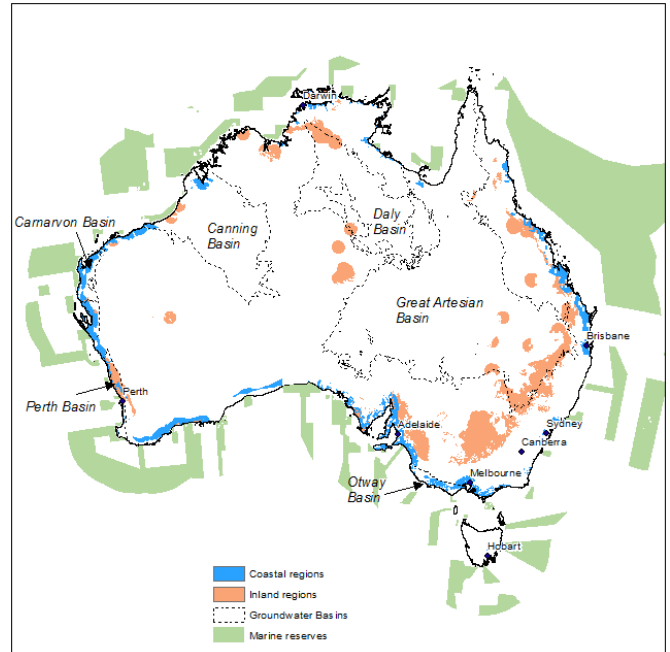 Darwin
Camarvon Basin
Canning
Basin
Daly
Basin
Great Artesian
Basin
Brisbane
Perth
Perth Basin
Adelaide
Sydney
Canberra
Otway
Basin
Melbourne
Hobart
Coastal regions
Inland regions
Groundwater Basins
Marine reserves